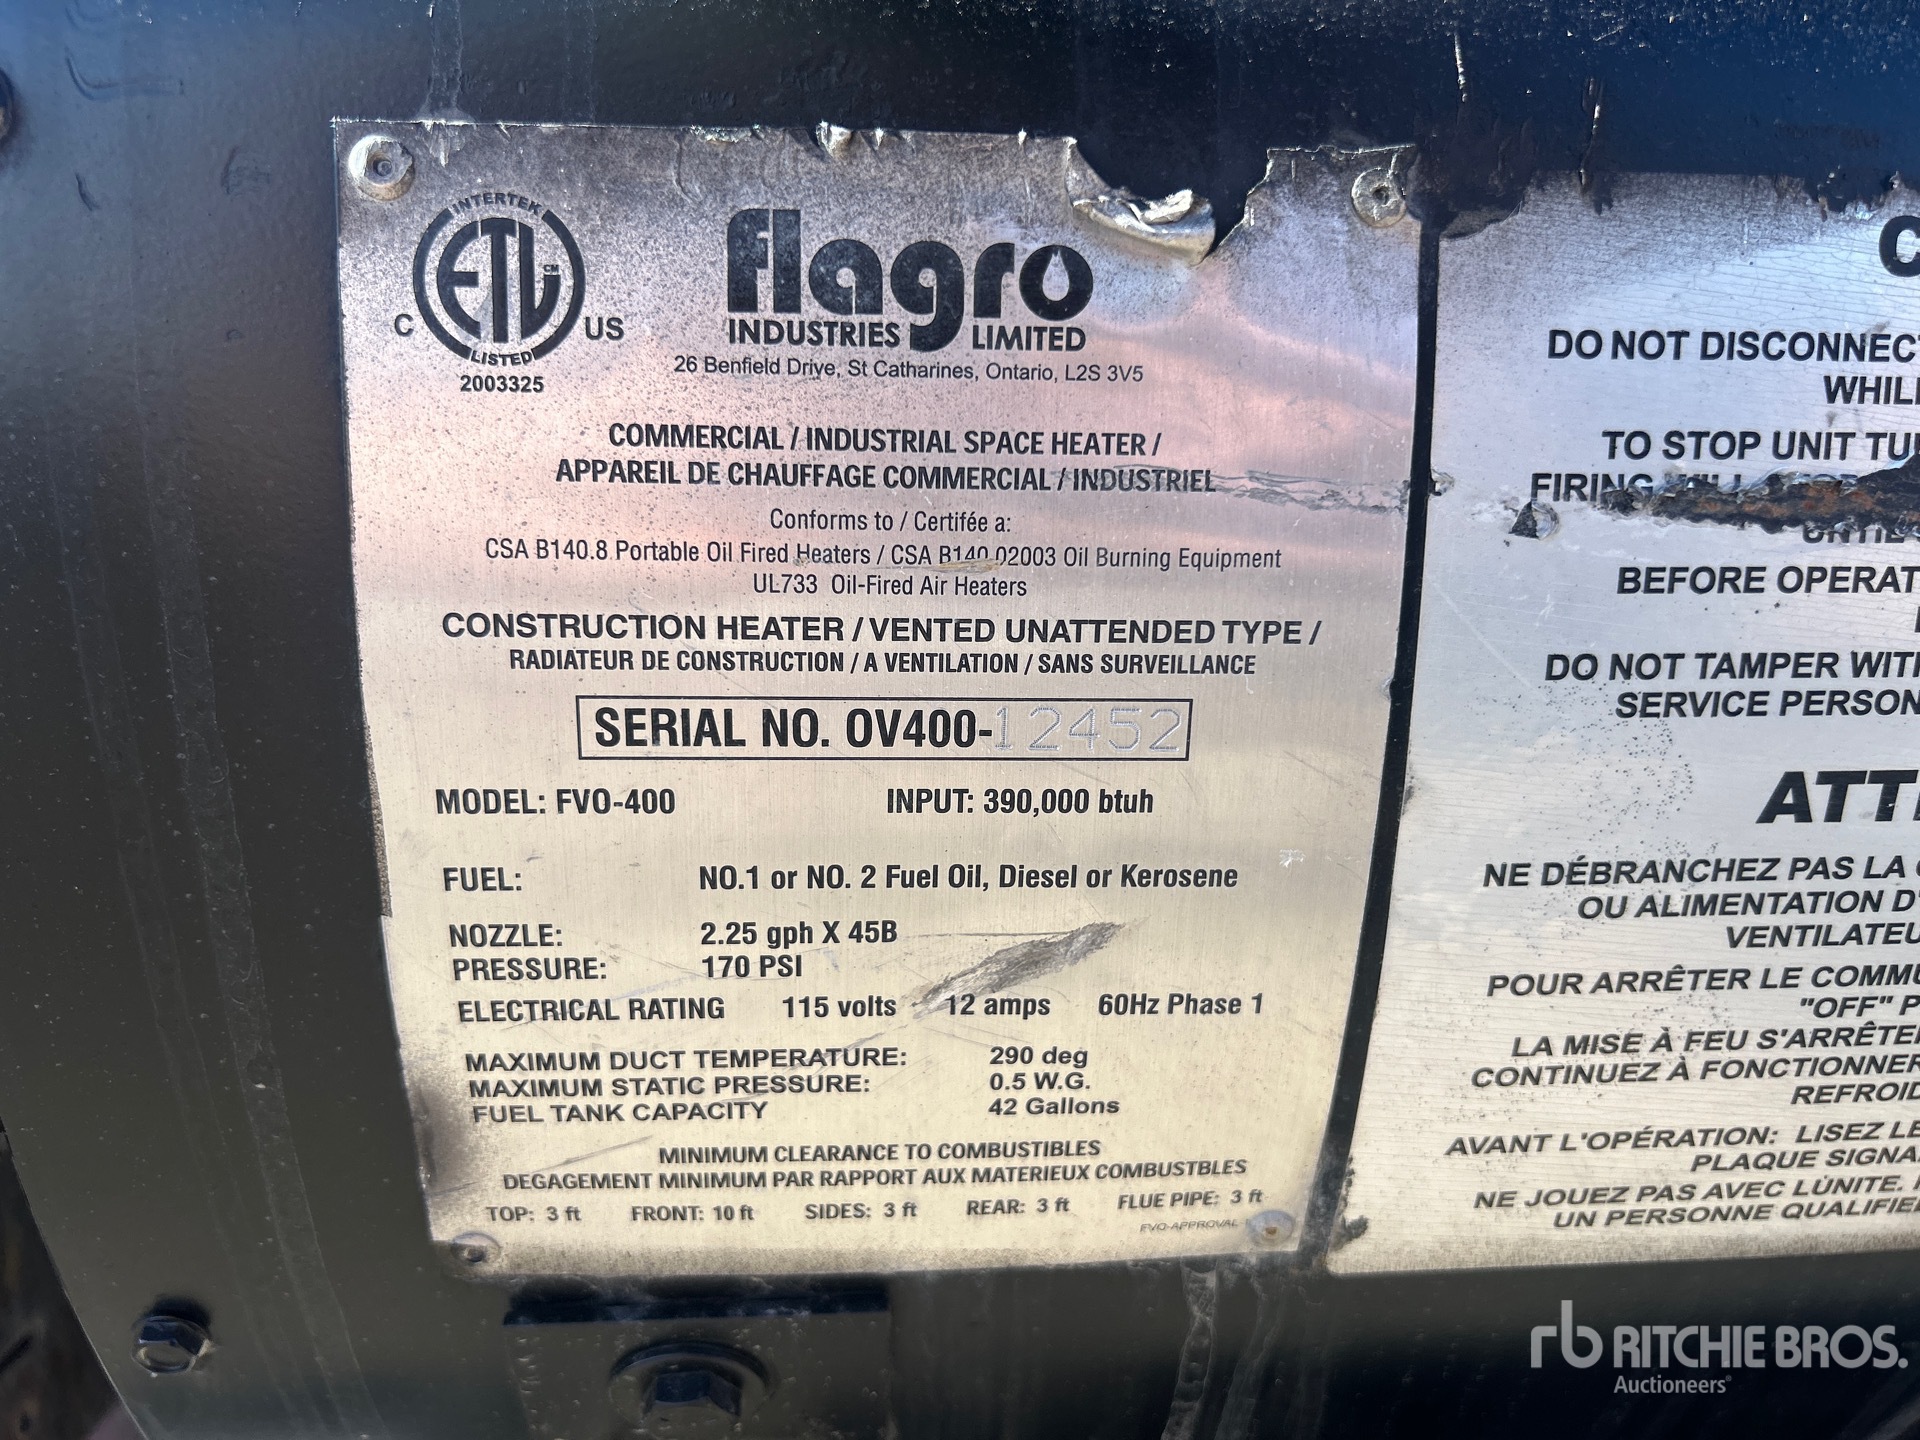 INTERTEK
ETL CM
LISTED
C US
2003325
flagro
INDUSTRIES LIMITED
26 Benfield Drive, St Catharines, Ontario, L2S 3V5
COMMERCIAL / INDUSTRIAL SPACE HEATER /
APPAREIL DE CHAUFFAGE COMMERCIAL / INDUSTRIEL
Conforms to / Certifée a:
CSA B140.8 Portable Oil Fired Heaters / CSA B140.02003 Oil Burning Equipment
UL733 Oil-Fired Air Heaters
CONSTRUCTION HEATER / VENTED UNATTENDED TYPE /
RADIATEUR DE CONSTRUCTION / A VENTILATION / SANS SURVEILLANCE
SERIAL NO. OV400-12452
MODEL: FVO-400 INPUT: 390,000 btuh
FUEL: NO.1 or NO. 2 Fuel Oil, Diesel or Kerosene
NOZZLE: 2.25 gph X 45B
PRESSURE: 170 PSI
ELECTRICAL RATING 115 volts 12 amps 60Hz Phase 1
MAXIMUM DUCT TEMPERATURE: 290 deg
MAXIMUM STATIC PRESSURE: 0.5 W.G.
FUEL TANK CAPACITY 42 Gallons
MINIMUM CLEARANCE TO COMBUSTIBLES
DEGAGEMENT MINIMUM PAR RAPPORT AUX MATERIEUX COMBUSTBLES
TOP: 3 ft FRONT: 10 ft SIDES: 3 ft REAR: 3 ft FLUE PIPE: 3 ft
FVO-APPROVAL
C
DO NOT DISCONNECT
WHIL
TO STOP UNIT TU
FIRING WILL
UNTIL
BEFORE OPERAT
DO NOT TAMPER WIT
SERVICE PERSON
ATT
NE DÉBRANCHEZ PAS LA
OU ALIMENTATION D'
VENTILATEU
POUR ARRÊTER LE COMMU
"OFF" P
LA MISE À FEU S'ARRÊTE
CONTINUEZ À FONCTIONNER
REFROID
AVANT L'OPÉRATION: LISEZ LE
PLAQUE SIGNA
NE JOUEZ PAS AVEC LÙNITE.
UN PERSONNE QUALIFIE
rb RITCHIE BROS.
Auctioneers